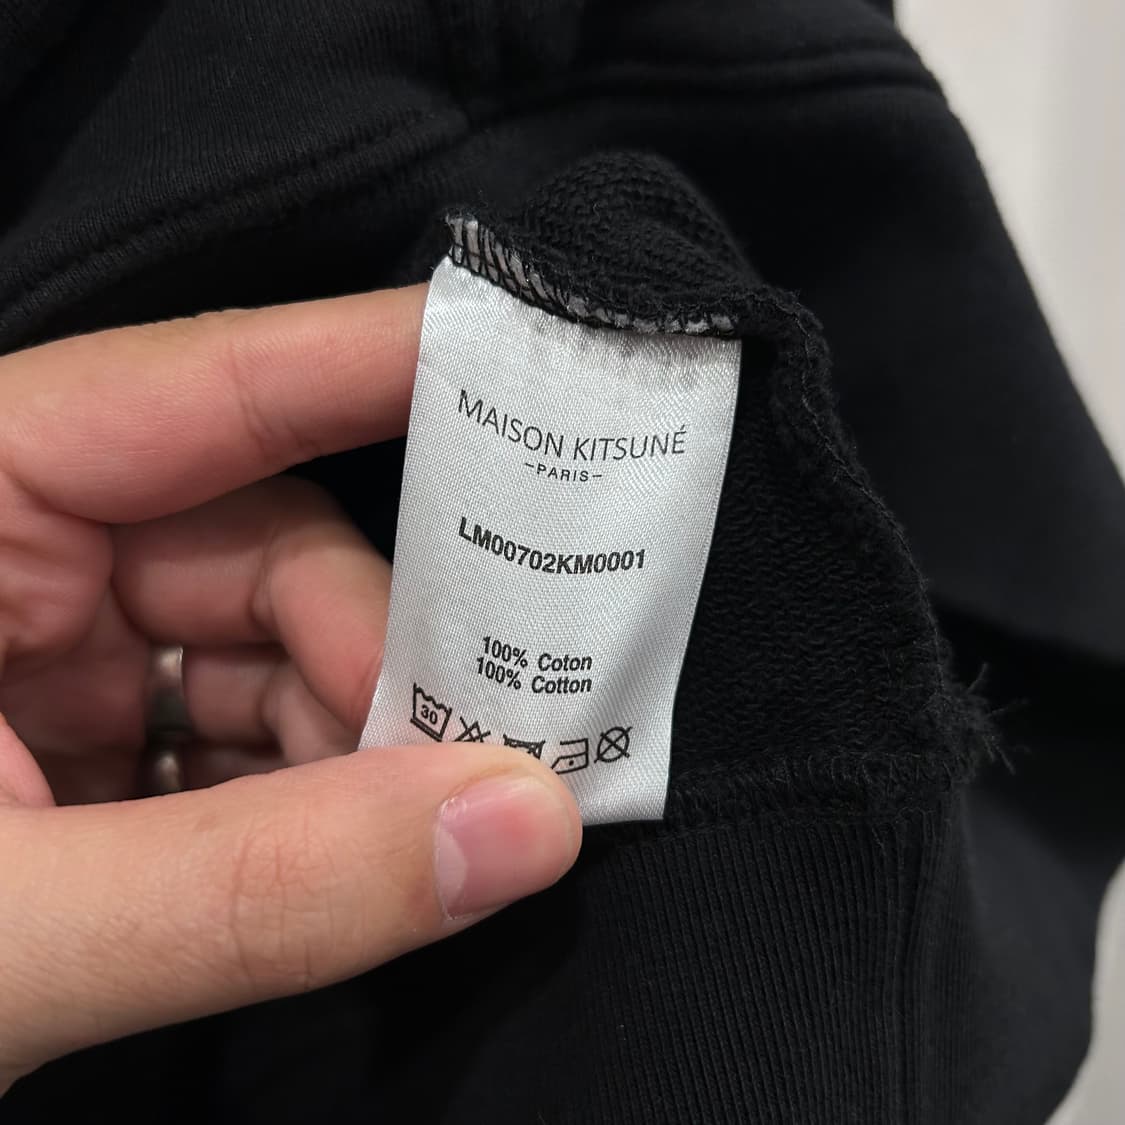 MAISON KITSUNÉ
-PARIS-
LM00702KM0001
100% Coton
100% Cotton
30